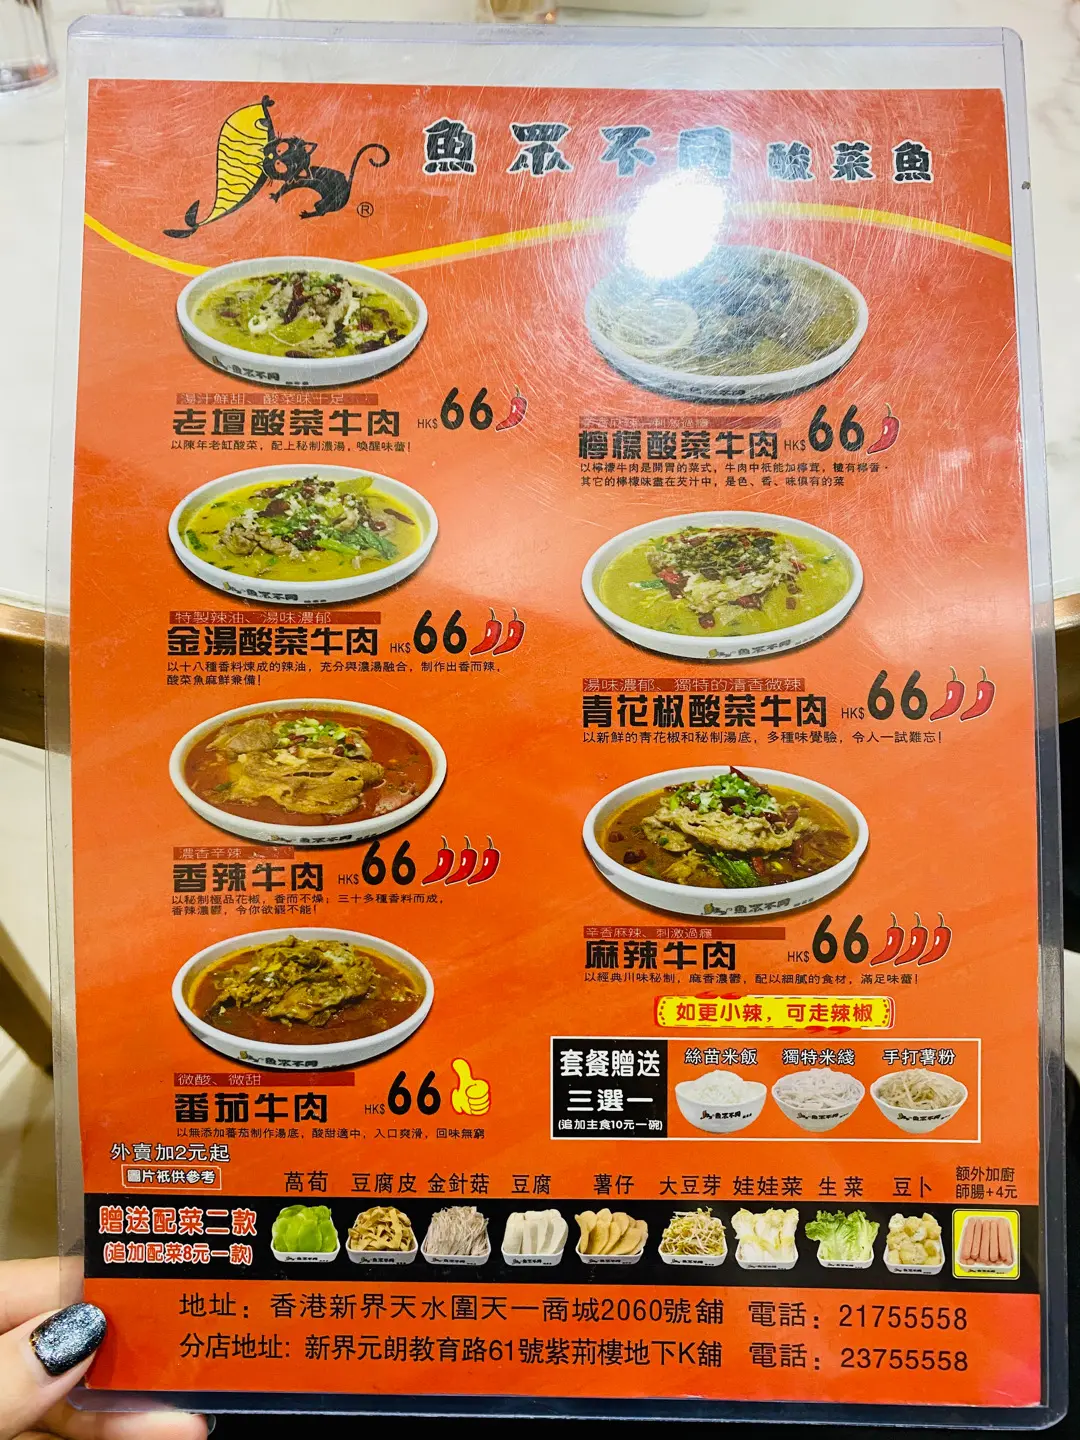 魚眾不同 酸菜魚
®
湯汁鮮甜、酸菜味十足
老壇酸菜牛肉 HK$66
以陳年老缸酸菜，配上秘制濃湯，喚醒味蕾！
檸檬酸菜牛肉 HK$66
以檸檬牛肉是開胃的菜式，牛肉中祇能加檸茸，檤有檸香。
其它的檸檬味盡在芡汁中，是色、香、味俱有的菜
特製辣油、湯味濃郁
金湯酸菜牛肉 HK$66
以十八種香料煉成的辣油，充分與濃湯融合，制作出香而辣，
酸菜魚麻鮮兼備！
湯味濃郁、獨特的清香微辣
青花椒酸菜牛肉 HK$66
以新鮮的青花椒和秘制湯底，多種味覺驗，令人一試難忘！
濃香辛辣
香辣牛肉 HK$66
以秘制極品花椒，香而不燥；三十多種香料而成，
香辣濃鬱，令你欲罷不能！
辛香麻辣、刺激過癮
麻辣牛肉 HK$66
以經典川味秘制，麻香濃鬱，配以細膩的食材，滿足味蕾！
如更小辣，可走辣椒
微酸、微甜
番茄牛肉 HK$66
以無添加蕃茄制作湯底，酸甜適中，入口爽滑，回味無窮
套餐贈送
三選一
(追加主食10元一碗)
絲苗米飯 獨特米綫 手打薯粉
外賣加2元起
圖片衹供參考
萵荀 豆腐皮 金針菇 豆腐 薯仔 大豆芽 娃娃菜 生菜 豆卜
額外加廚
師腸+4元
贈送配菜二款
(追加配菜8元一款)
地址：香港新界天水圍天一商城2060號舖 電話：21755558
分店地址: 新界元朗教育路61號紫荊樓地下K舖 電話：23755558